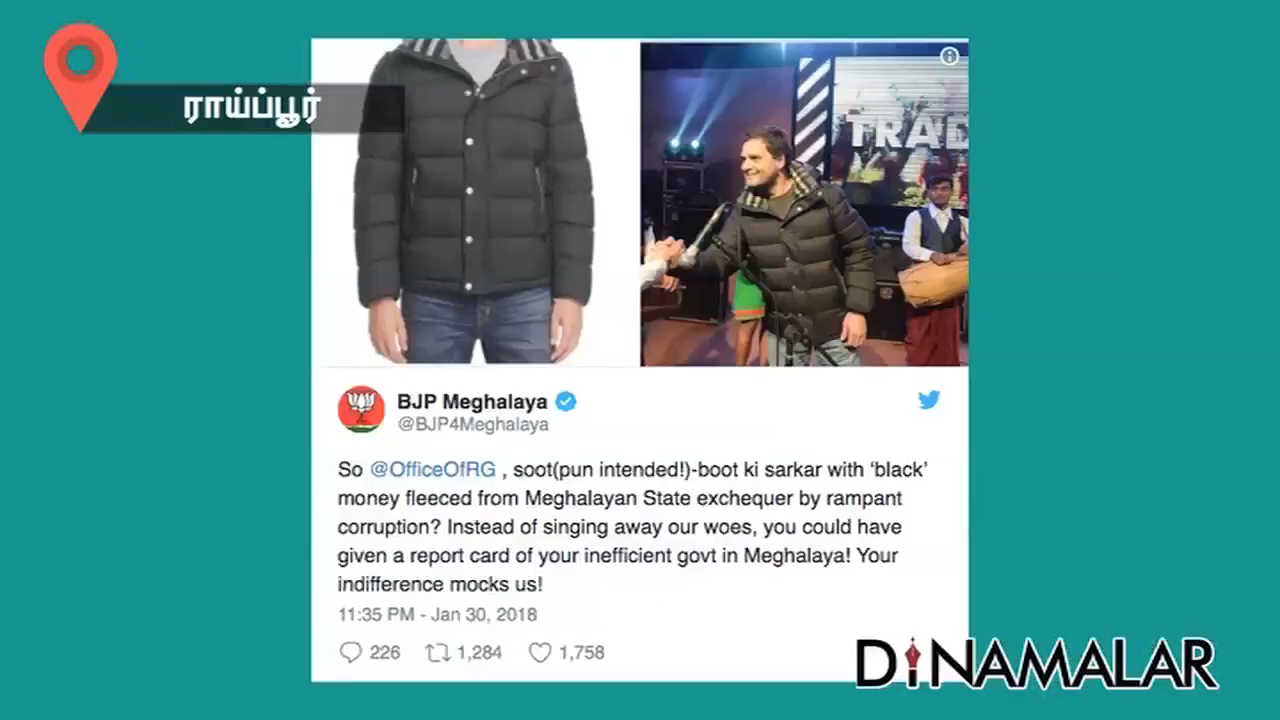 ராய்ப்பூர்
TRAD
BJP Meghalaya
@BJP4Meghalaya
So @OfficeOfRG , soot(pun intended!)-boot ki sarkar with ‘black’
money fleeced from Meghalayan State exchequer by rampant
corruption? Instead of singing away our woes, you could have
given a report card of your inefficient govt in Meghalaya! Your
indifference mocks us!
11:35 PM - Jan 30, 2018
226 1,284 1,758
DINAMALAR